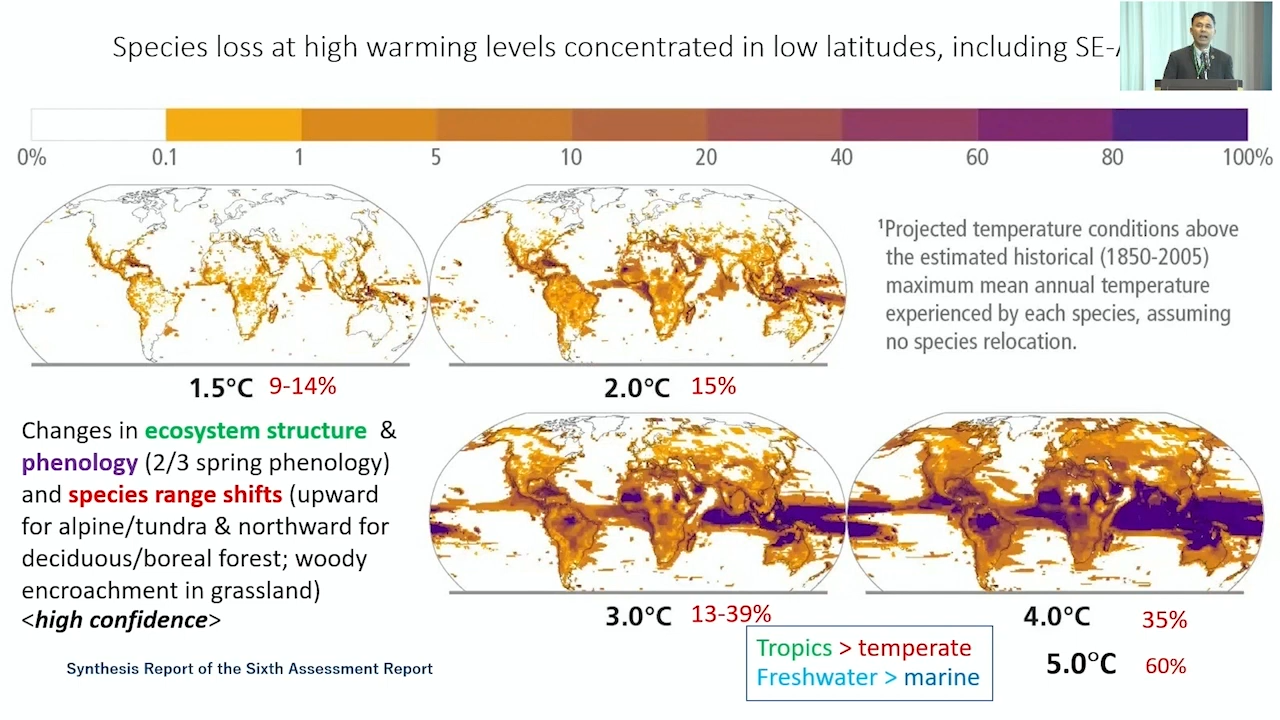 Species loss at high warming levels concentrated in low latitudes, including SE-
0% 0.1 1 5 10 20 40 60 80 100%
¹Projected temperature conditions above
the estimated historical (1850-2005)
maximum mean annual temperature
experienced by each species, assuming
no species relocation.
1.5°C 9-14%
2.0°C 15%
Changes in ecosystem structure &
phenology (2/3 spring phenology)
and species range shifts (upward
for alpine/tundra & northward for
deciduous/boreal forest; woody
encroachment in grassland)
<high confidence>
3.0°C 13-39%
4.0°C 35%
5.0°C 60%
Tropics > temperate
Freshwater > marine
Synthesis Report of the Sixth Assessment Report